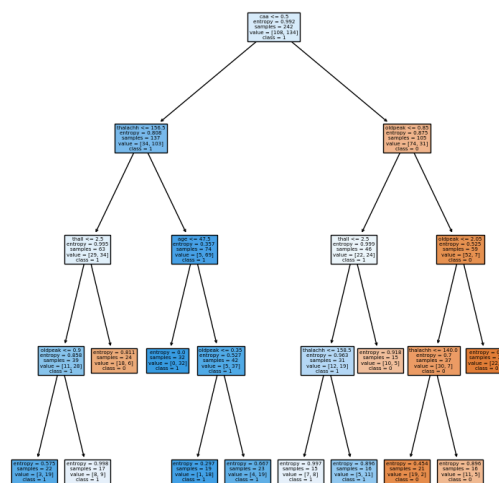 caa <= 0.5
entropy = 0.992
samples = 242
value = [108, 134]
class = 1
thalachh <= 156.5
entropy = 0.808
samples = 137
value = [34, 103]
class = 1
oldpeak <= 0.85
entropy = 0.875
samples = 105
value = [74, 31]
class = 0
thall <= 2.5
entropy = 0.995
samples = 63
value = [29, 34]
class = 1
age <= 47.5
entropy = 0.357
samples = 74
value = [5, 69]
class = 1
thall <= 2.5
entropy = 0.999
samples = 46
value = [22, 24]
class = 1
oldpeak <= 2.05
entropy = 0.525
samples = 59
value = [52, 7]
class = 0
oldpeak <= 0.9
entropy = 0.858
samples = 39
value = [11, 28]
class = 1
entropy = 0.811
samples = 24
value = [18, 6]
class = 0
entropy = 0.0
samples = 32
value = [0, 32]
class = 1
oldpeak <= 0.35
entropy = 0.527
samples = 42
value = [5, 37]
class = 1
thalachh <= 158.5
entropy = 0.963
samples = 31
value = [12, 19]
class = 1
entropy = 0.918
samples = 15
value = [10, 5]
class = 0
thalachh <= 140.0
entropy = 0.7
samples = 37
value = [30, 7]
class = 0
entropy = 0.575
samples = 22
value = [3, 19]
class = 1
entropy = 0.998
samples = 17
value = [8, 9]
class = 1
entropy = 0.297
samples = 19
value = [1, 18]
class = 1
entropy = 0.667
samples = 23
value = [4, 19]
class = 1
entropy = 0.997
samples = 15
value = [7, 8]
class = 1
entropy = 0.896
samples = 16
value = [5, 11]
class = 1
entropy = 0.454
samples = 21
value = [19, 2]
class = 0
entropy = 0.896
samples = 16
value = [11, 5]
class = 0